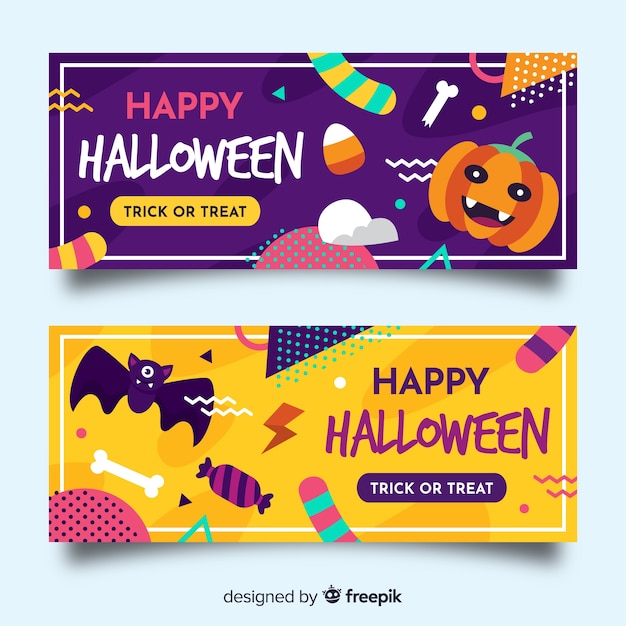 HAPPY
HALLOWEEN
TRICK OR TREAT
HAPPY
HALLOWEEN
TRICK OR TREAT
designed by freepik